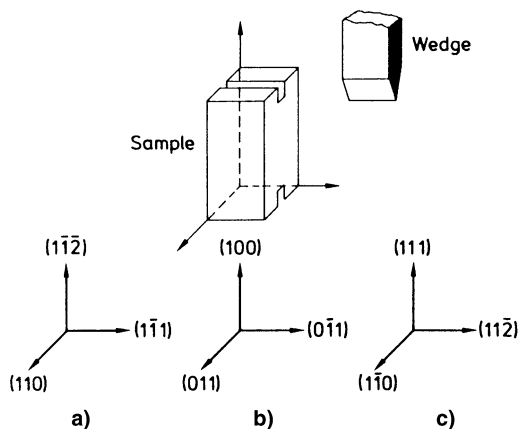 Wedge
Sample
(11̅2̅)
(100)
(111)
(11̅1)
(01̅1)
(112̅)
(110)
(011)
(11̅0)
a)
b)
c)